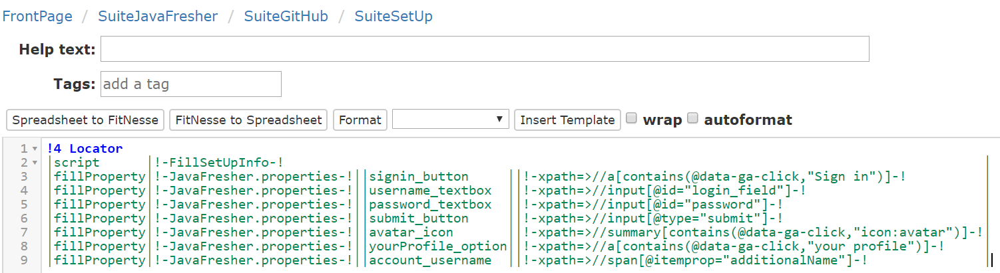 FrontPage / SuiteJavaFresher / SuiteGitHub / SuiteSetUp
Help text:
Tags: add a tag
Spreadsheet to FitNesse FitNesse to Spreadsheet Format Insert Template wrap autoformat
1 !4 Locator
2 |script |!-FillSetUpInfo-! |
3 |fillProperty|!-JavaFresher.properties-!||signin_button ||!-xpath=>//a[contains(@data-ga-click,"Sign in")]-! |
4 |fillProperty|!-JavaFresher.properties-!||username_textbox ||!-xpath=>//input[@id="login_field"]-! |
5 |fillProperty|!-JavaFresher.properties-!||password_textbox ||!-xpath=>//input[@id="password"]-! |
6 |fillProperty|!-JavaFresher.properties-!||submit_button ||!-xpath=>//input[@type="submit"]-! |
7 |fillProperty|!-JavaFresher.properties-!||avatar_icon ||!-xpath=>//summary[contains(@data-ga-click,"icon:avatar")]-!|
8 |fillProperty|!-JavaFresher.properties-!||yourProfile_option||!-xpath=>//a[contains(@data-ga-click,"your profile")]-! |
9 |fillProperty|!-JavaFresher.properties-!||account_username ||!-xpath=>//span[@itemprop="additionalName"]-! |